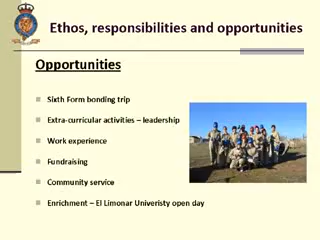 Ethos, responsibilities and opportunities
Opportunities
Sixth Form bonding trip
Extra-curricular activities – leadership
Work experience
Fundraising
Community service
Enrichment – El Limonar Univeristy open day